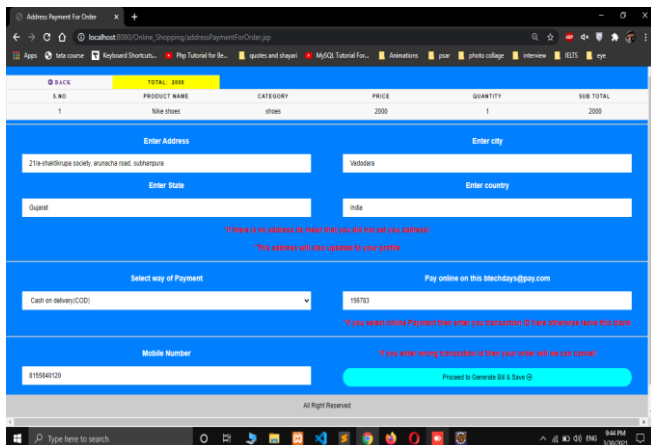 Address Payment For Order
localhost:8080/Online_Shopping/addressPaymentForOrder.jsp
Apps tata course Keyboard Shortcuts... Php Tutorial for Be... quotes and shayari MySQL Tutorial For... Animations psar photo collage interview IELTS eye
BACK TOTAL: 2000
S.NO PRODUCT NAME CATEGORY PRICE QUANTITY SUB TOTAL
1 Nike shoes shoes 2000 1 2000
Enter Address Enter city
21/a-shaktikrupa society, arunacha road, subhanpura Vadodara
Enter State Enter country
Gujarat India
*If there is no address its mean that you did not set you address!
This address will also updated to your profile
Select way of Payment Pay online on this btechdays@pay.com
Cash on delivery(COD) 156783
*If you select online Payment then enter you transaction ID here otherwise leave this blank
Mobile Number *If you enter wrong transaction id then your order will we can cancel!
8155840120 Proceed to Generate Bill & Save
All Right Reserved
Type here to search ENG 9:44 PM
3/30/2021